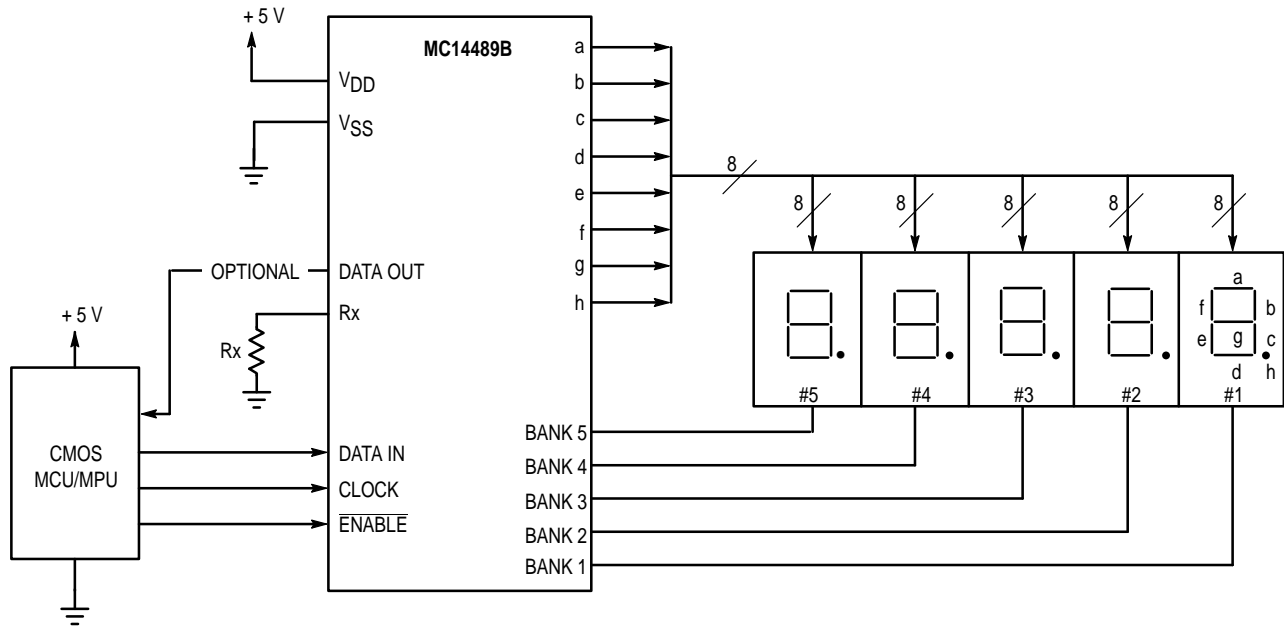 + 5 V
MC14489B
VDD
VSS
a
b
c
d
e
f
g
h
8
8
8
8
8
8
OPTIONAL
DATA OUT
Rx
Rx
+ 5 V
CMOS
MCU/MPU
DATA IN
CLOCK
ENABLE
BANK 5
BANK 4
BANK 3
BANK 2
BANK 1
a
f
b
g
e
c
d
h
#5
#4
#3
#2
#1